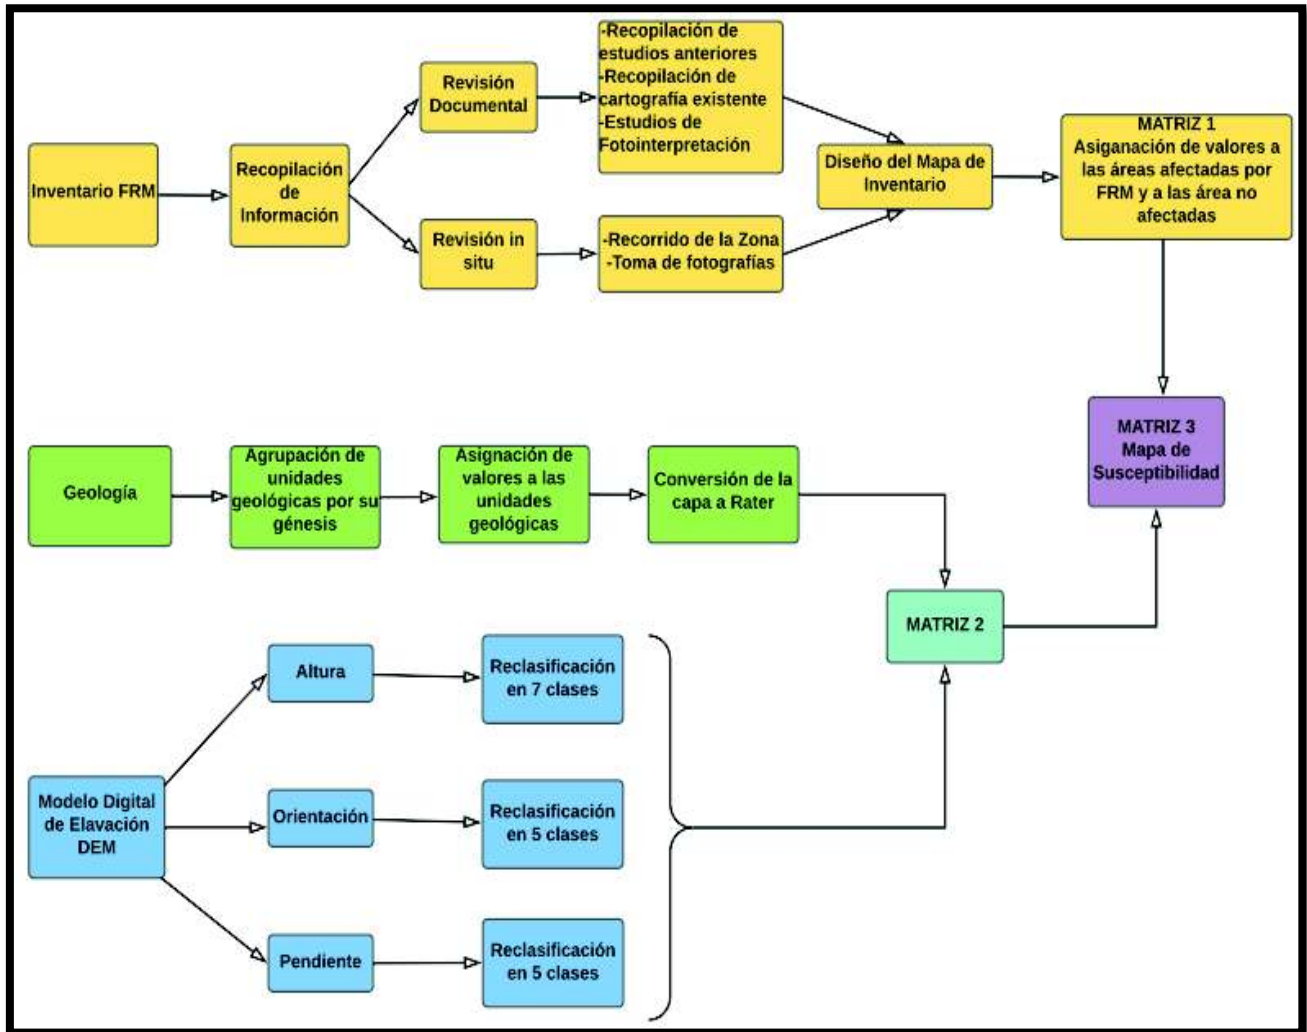 Inventario FRM
Recopilación
de
Información
Revisión
Documental
-Recopilación de
estudios anteriores
-Recopilación de
cartografía existente
-Estudios de
Fotointerpretación
Revisión in
situ
-Recorrido de la Zona
-Toma de fotografías
Diseño del Mapa de
Inventario
MATRIZ 1
Asiganación de valores a
las áreas afectadas por
FRM y a las área no
afectadas
MATRIZ 3
Mapa de
Susceptibilidad
Geología
Agrupación de
unidades
geológicas por su
génesis
Asignación de
valores a las
unidades
geológicas
Conversión de la
capa a Rater
MATRIZ 2
Modelo Digital
de Elavación
DEM
Altura
Reclasificación
en 7 clases
Orientación
Reclasificación
en 5 clases
Pendiente
Reclasificación
en 5 clases